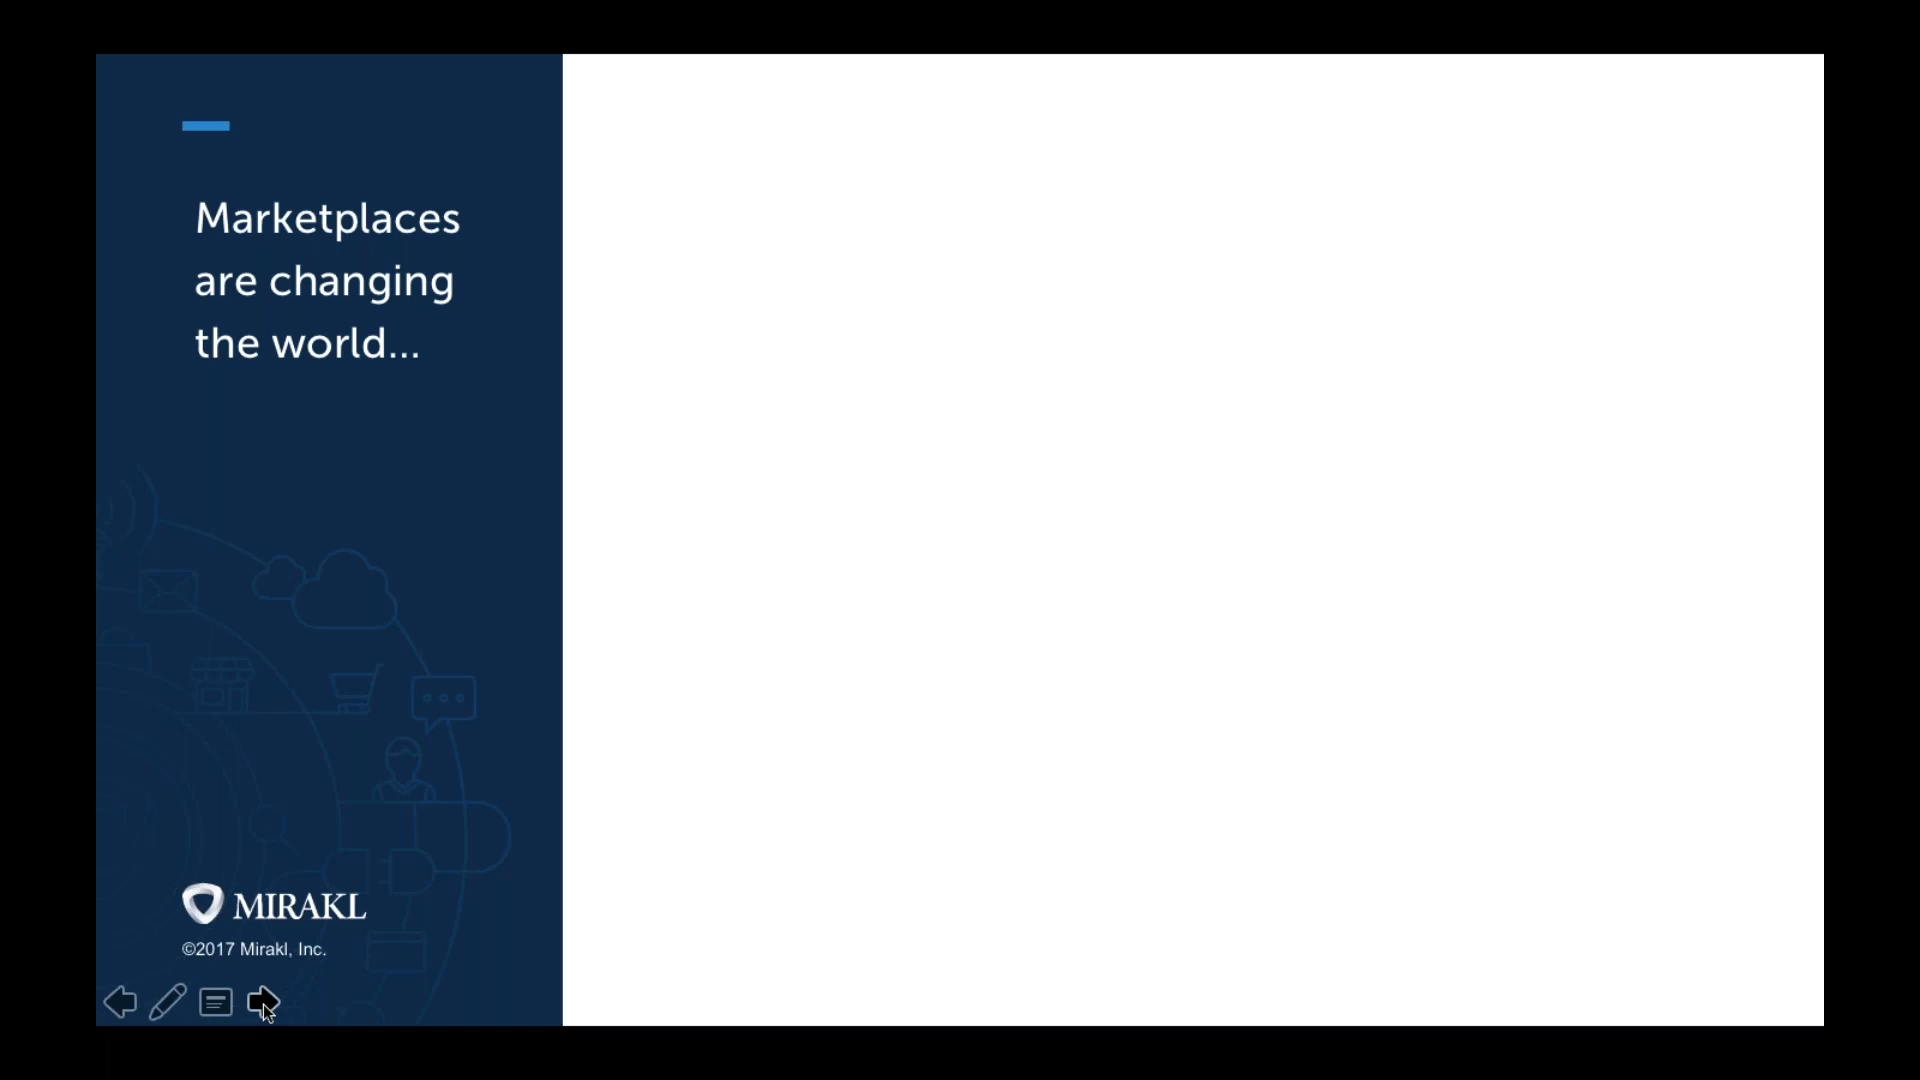 Marketplaces
are changing
the world...
MIRAKL
©2017 Mirakl, Inc.